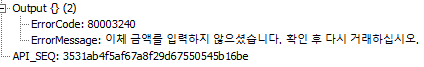 Output {} (2)
ErrorCode: 80003240
ErrorMessage: 이체 금액를 입력하지 않으셨습니다. 확인 후 다시 거래하십시오.
API_SEQ: 3531ab4f5af67a8f29d67550545b16be